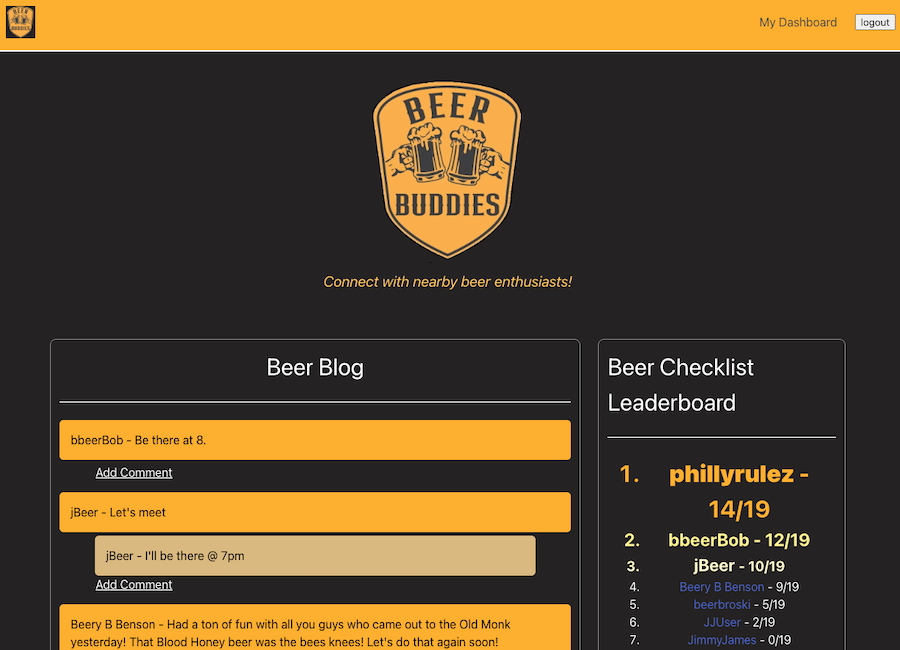 BEER
BUDDIES
My Dashboard
logout
BEER
BUDDIES
Connect with nearby beer enthusiasts!
Beer Blog
bbeerBob - Be there at 8.
Add Comment
jBeer - Let's meet
jBeer - I'll be there @ 7pm
Add Comment
Beery B Benson - Had a ton of fun with all you guys who came out to the Old Monk
yesterday! That Blood Honey beer was the bees knees! Let's do that again soon!
Beer Checklist
Leaderboard
1. phillyrulez -
14/19
2. bbeerBob - 12/19
3. jBeer - 10/19
4. Beery B Benson - 9/19
5. beerbroski - 5/19
6. JJUser - 2/19
7. JimmyJames - 0/19